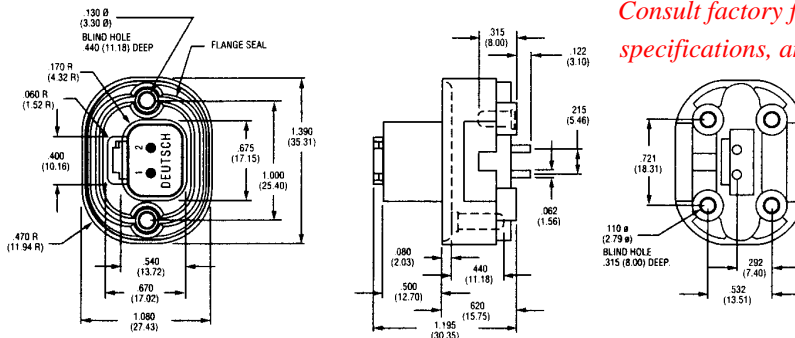 .130 Ø
(3.30 Ø)
BLIND HOLE
.440 (11.18) DEEP
FLANGE SEAL
.170 R
(4.32 R)
.060 R
(1.52 R)
.400
(10.16)
.470 R
(11.94 R)
1 2
DEUTSCH
.675
(17.15)
1.000
(25.40)
1.390
(35.31)
.540
(13.72)
.670
(17.02)
1.080
(27.43)
.315
(8.00)
.122
(3.10)
.215
(5.46)
.062
(1.56)
.080
(2.03)
.440
(11.18)
.500
(12.70)
.620
(15.75)
1.195
(30.35)
Consult factory f
specifications, a
.721
(18.31)
.110 ø
(2.79 ø)
BLIND HOLE
.315 (8.00) DEEP.
.292
(7.40)
.532
(13.51)